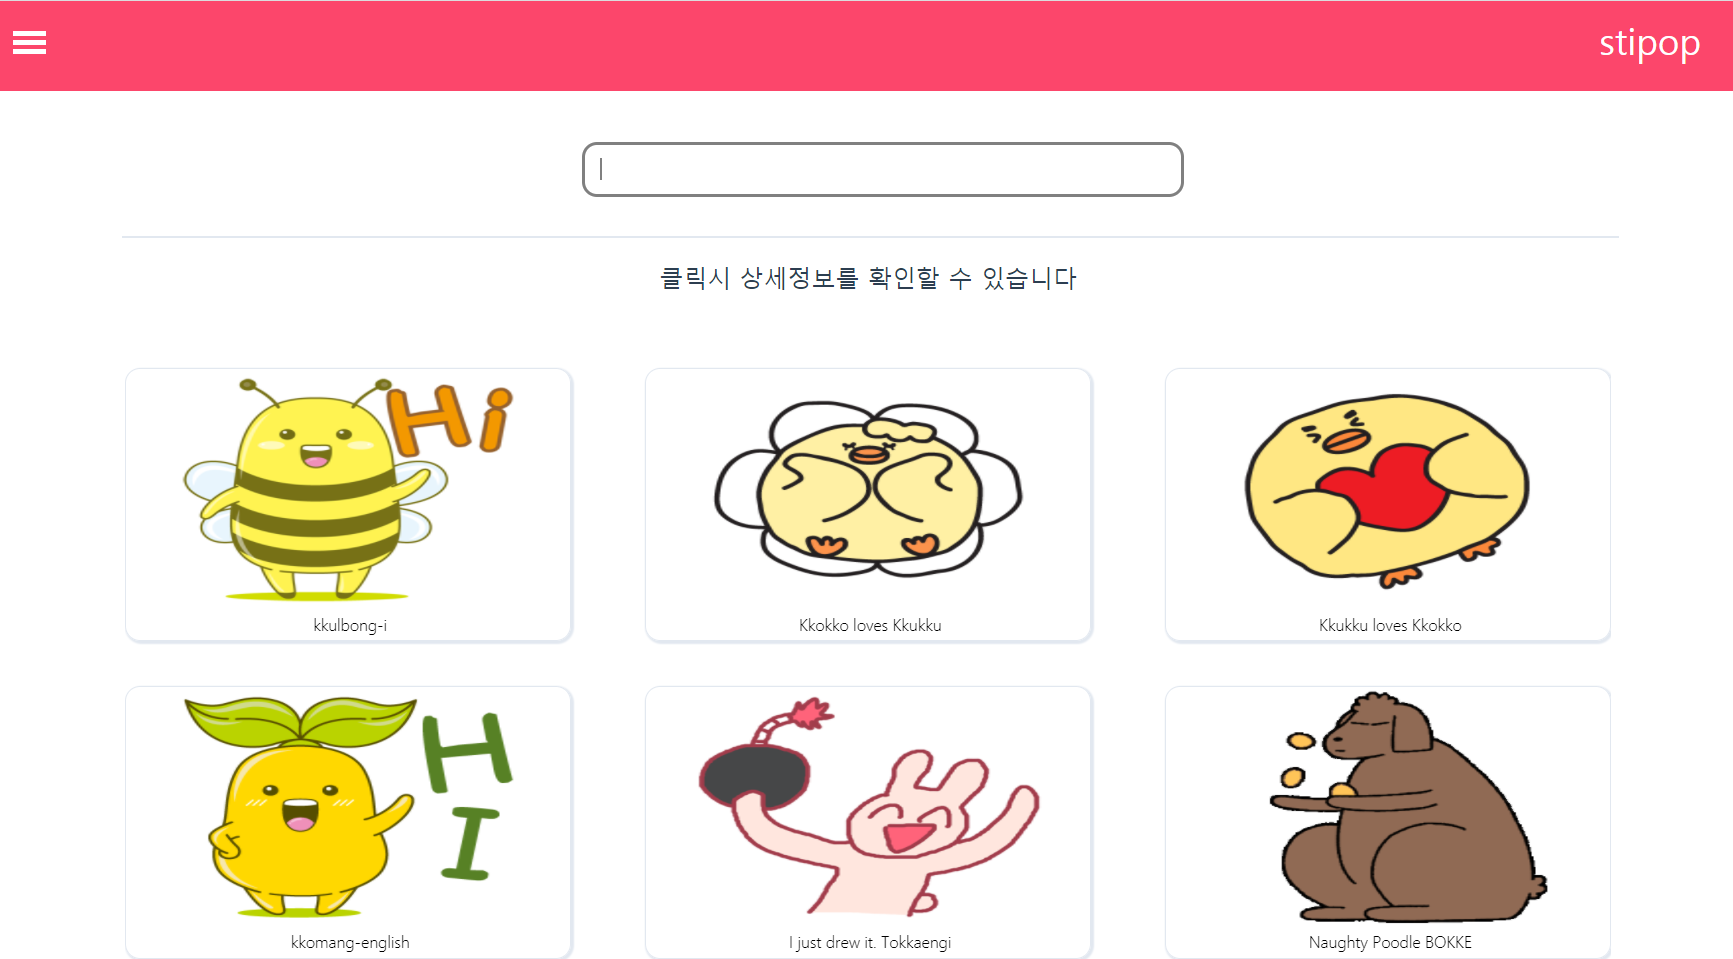 stipop
클릭시 상세정보를 확인할 수 있습니다
Hi
kkulbong-i
Kkokko loves Kkukku
Kkukku loves Kkokko
HI
kkomang-english
I just drew it. Tokkaengi
Naughty Poodle BOKKE